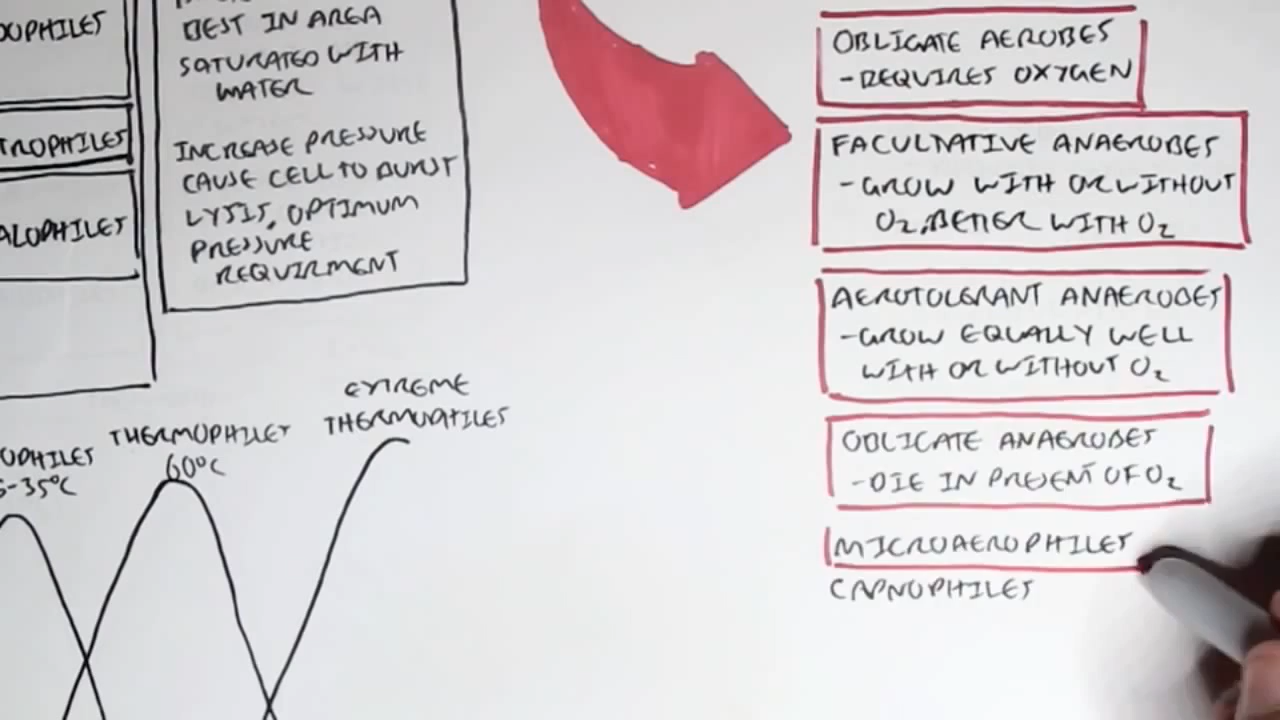 OPHILES
BEST IN AREA
SATURATED WITH
WATER
TROPHILES
INCREASE PRESSURE
CAUSE CELL TO BURST
LYSIS, OPTIMUM
PRESSURE
REQUIRMENT
ALOPHILES
EXTREME
THERMOPHILES
THERMOPHILES
60°C
OPHILES
-35°C
OBLIGATE AEROBES
-REQUIRES OXYGEN
FACULTATIVE ANAEROBES
-GROW WITH OR WITHOUT
O2, BETTER WITH O2
AEROTOLERANT ANAEROBES
-GROW EQUALLY WELL
WITH OR WITHOUT O2
OBLIGATE ANAEROBES
-DIE IN PRESENT OF O2
MICROAEROPHILES
CAPNOPHILES